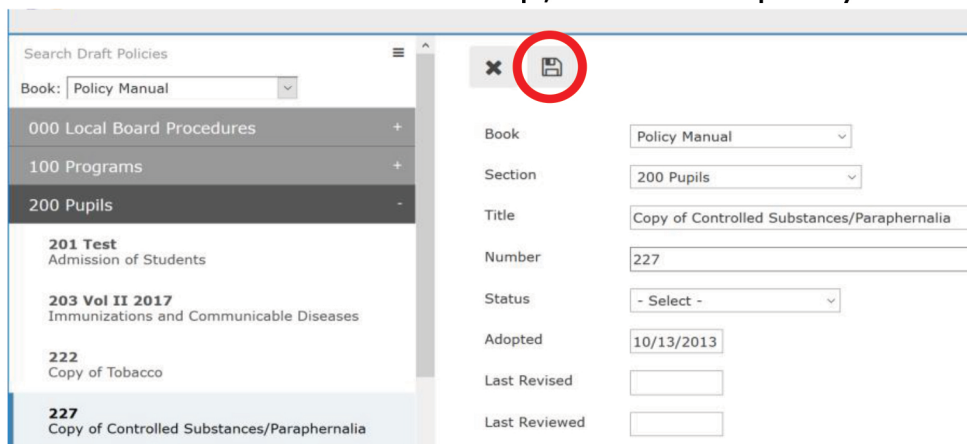 Search Draft Policies
Book: Policy Manual
000 Local Board Procedures +
100 Programs +
200 Pupils -
201 Test
Admission of Students
203 Vol II 2017
Immunizations and Communicable Diseases
222
Copy of Tobacco
227
Copy of Controlled Substances/Paraphernalia
Book Policy Manual
Section 200 Pupils
Title Copy of Controlled Substances/Paraphernalia
Number 227
Status - Select -
Adopted 10/13/2013
Last Revised
Last Reviewed